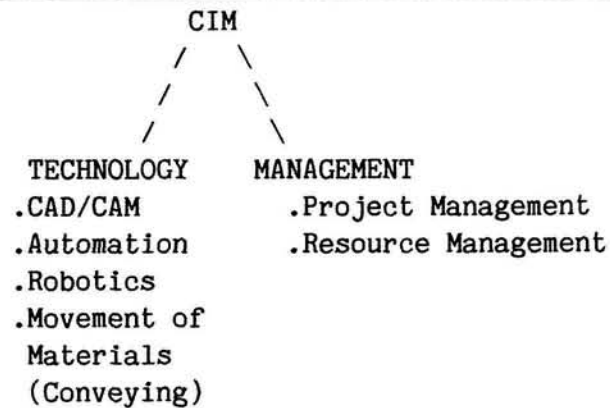 CIM
TECHNOLOGY MANAGEMENT
.CAD/CAM .Project Management
.Automation .Resource Management
.Robotics
.Movement of
Materials
(Conveying)